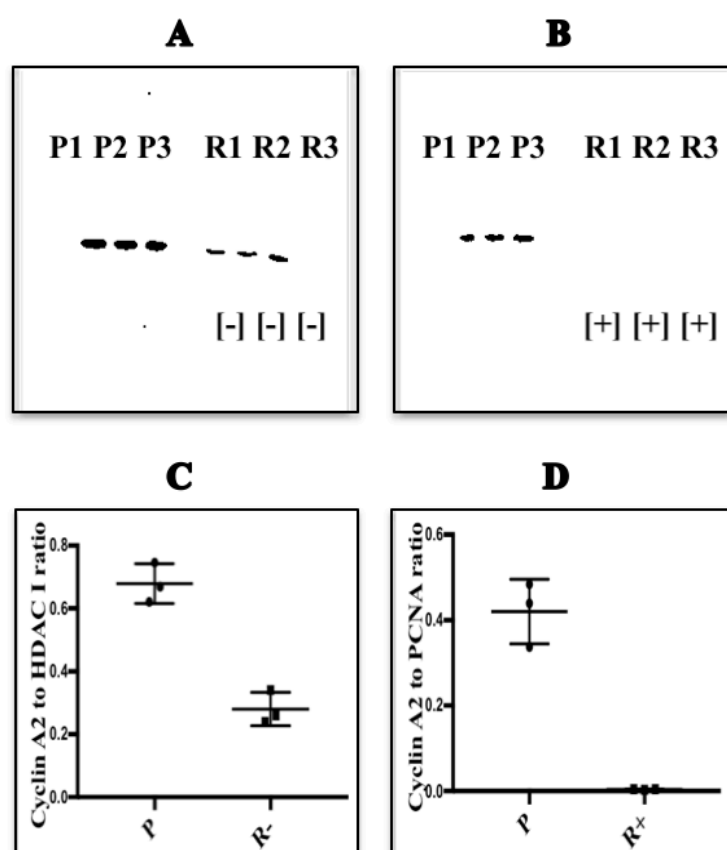 A
B
P1 P2 P3 R1 R2 R3
[-] [-] [-]
P1 P2 P3 R1 R2 R3
[+] [+] [+]
C
D
Cyclin A2 to HDAC I ratio
0.8
0.6
0.4
0.2
0.0
P
R-
Cyclin A2 to PCNA ratio
0.6
0.4
0.2
0.0
P
R+